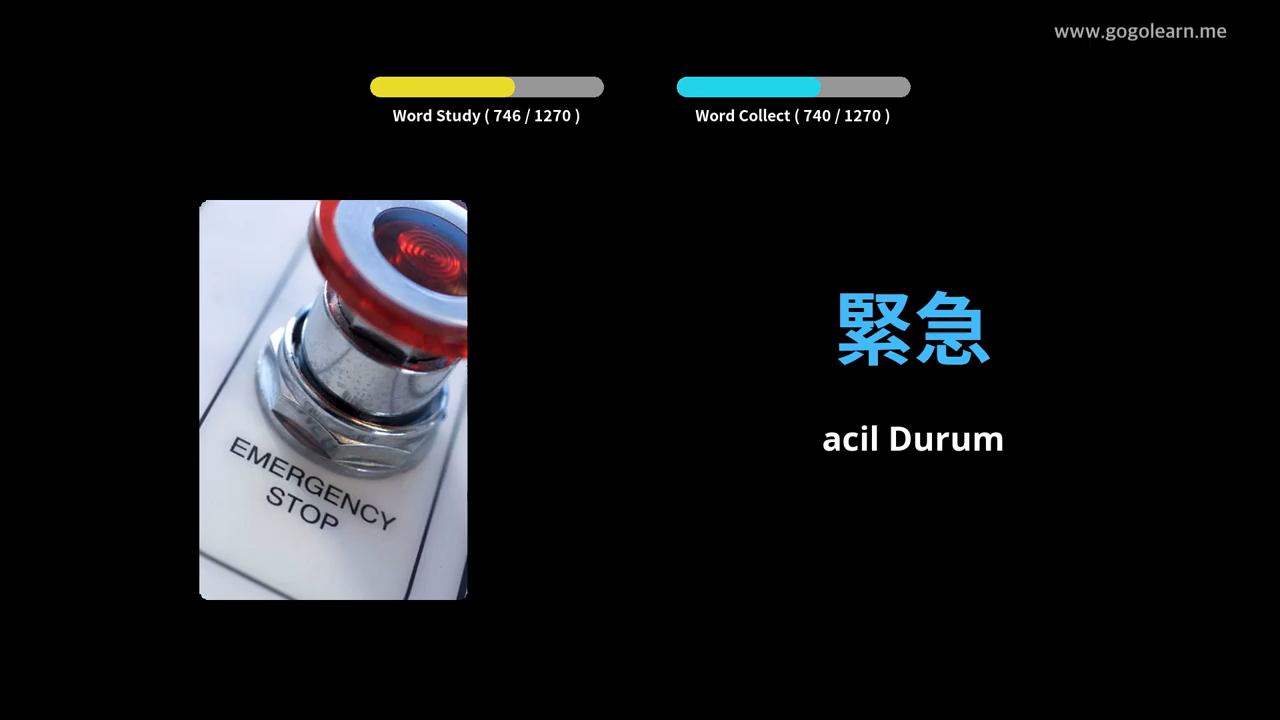 www.gogolearn.me
Word Study ( 746 / 1270 )
Word Collect ( 740 / 1270 )
EMERGENCY
STOP
緊急
acil Durum